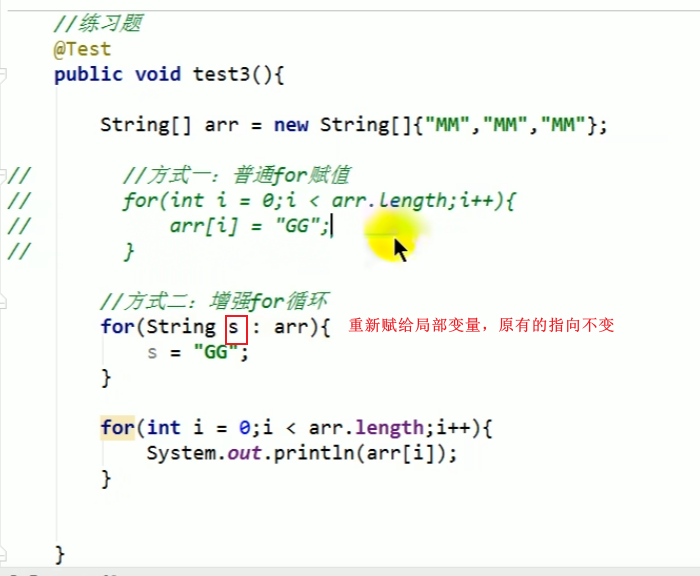 //练习题
@Test
public void test3(){
String[] arr = new String[]{"MM","MM","MM"};
// //方式一：普通for赋值
// for(int i = 0;i < arr.length;i++){
// arr[i] = "GG";
// }
//方式二：增强for循环
for(String s : arr){ 重新赋给局部变量，原有的指向不变
s = "GG";
}
for(int i = 0;i < arr.length;i++){
System.out.println(arr[i]);
}
}